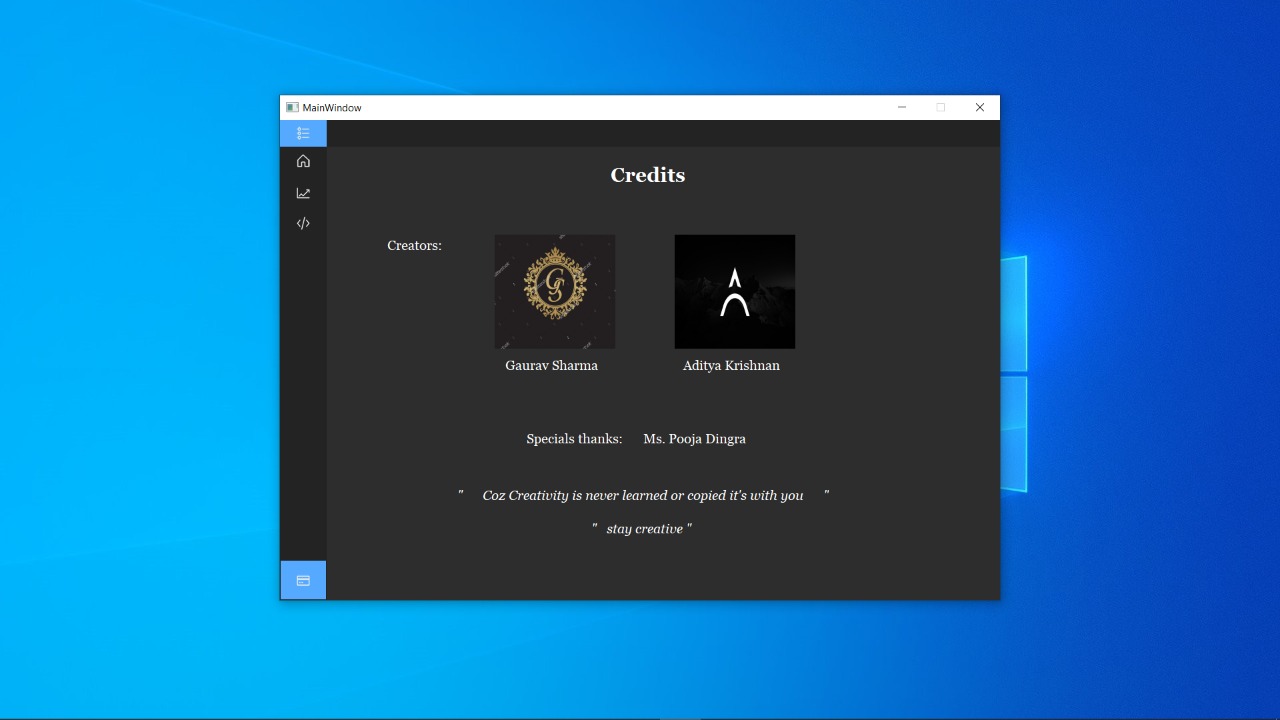 MainWindow
Credits
Creators:
GS
Gaurav Sharma
Aditya Krishnan
Specials thanks: Ms. Pooja Dingra
" Coz Creativity is never learned or copied it's with you "
" stay creative "